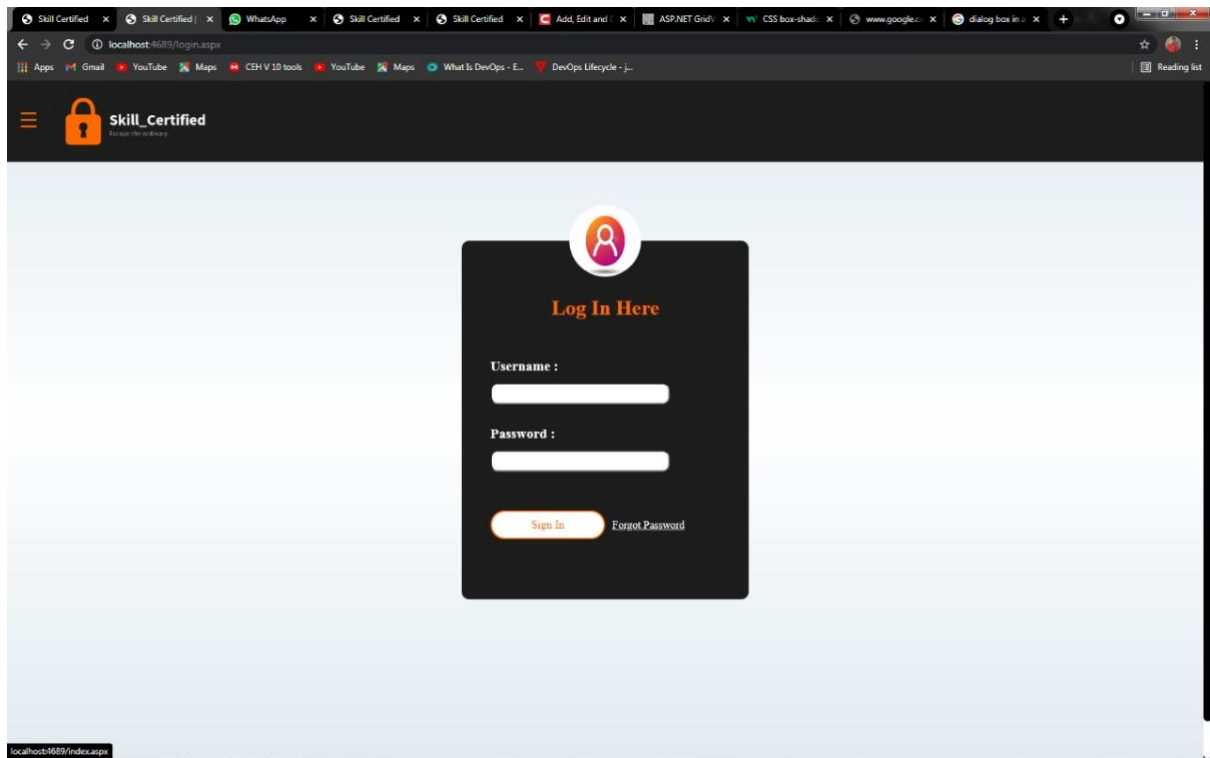 Skill Certified
Skill Certified |
WhatsApp
Skill Certified
Skill Certified
Add, Edit and
ASP.NET Grid
CSS box-shad
www.google.c
dialog box in
localhost:4689/login.aspx
Apps
Gmail
YouTube
Maps
CEH V 10 tools
YouTube
Maps
What Is DevOps - E...
DevOps Lifecycle - j...
Reading list
Skill_Certified
Escape the ordinary.
Log In Here
Username :
Password :
Sign In
Forgot Password
localhost:4689/index.aspx